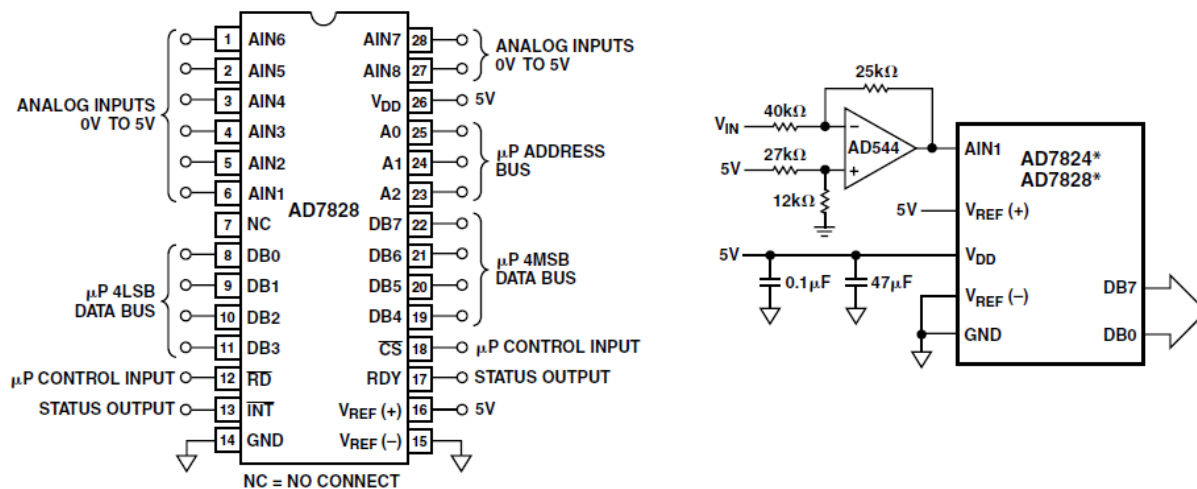 ANALOG INPUTS
0V TO 5V
1 AIN6
2 AIN5
3 AIN4
4 AIN3
5 AIN2
6 AIN1
7 NC
μP 4LSB
DATA BUS
8 DB0
9 DB1
10 DB2
11 DB3
μP CONTROL INPUT 12 RD
STATUS OUTPUT 13 INT
14 GND
AD7828
AIN7 28
AIN8 27
ANALOG INPUTS
0V TO 5V
VDD 26 5V
A0 25
A1 24
A2 23
μP ADDRESS
BUS
DB7 22
DB6 21
DB5 20
DB4 19
μP 4MSB
DATA BUS
CS 18 μP CONTROL INPUT
RDY 17 STATUS OUTPUT
VREF (+) 16 5V
VREF (–) 15
NC = NO CONNECT
25kΩ
VIN 40kΩ
–
AD544
5V 27kΩ
+
12kΩ
AIN1
AD7824*
AD7828*
5V VREF (+)
5V VDD
0.1μF 47μF
VREF (–)
GND
DB7
DB0